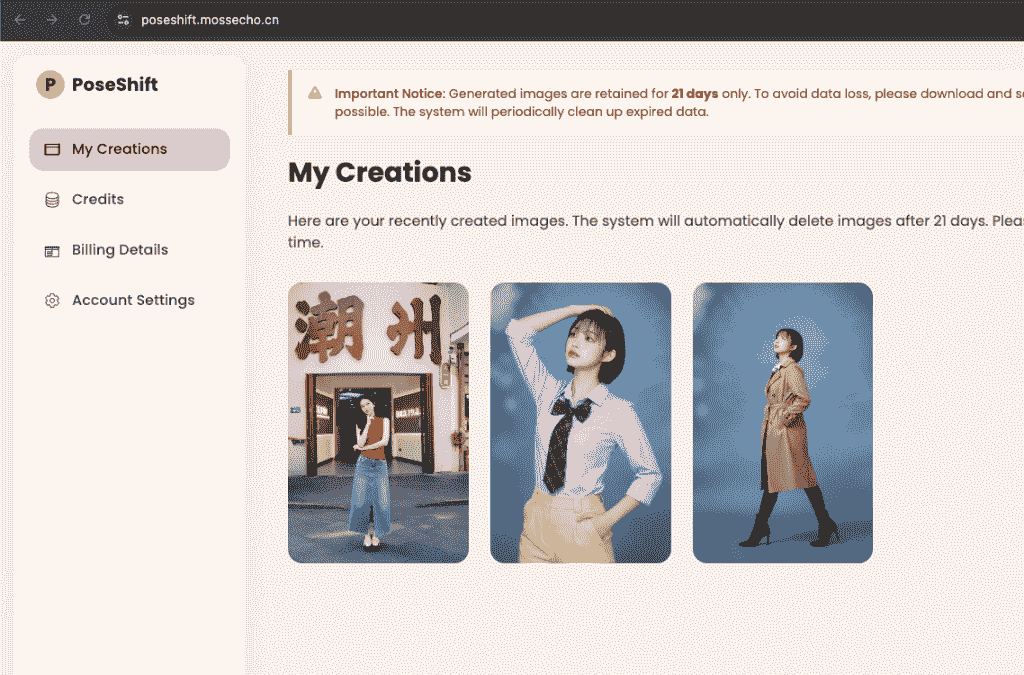 poseshift.mossecho.cn
P PoseShift
My Creations
Credits
Billing Details
Account Settings
Important Notice: Generated images are retained for 21 days only. To avoid data loss, please download and
possible. The system will periodically clean up expired data.
My Creations
Here are your recently created images. The system will automatically delete images after 21 days.
time.
潮州